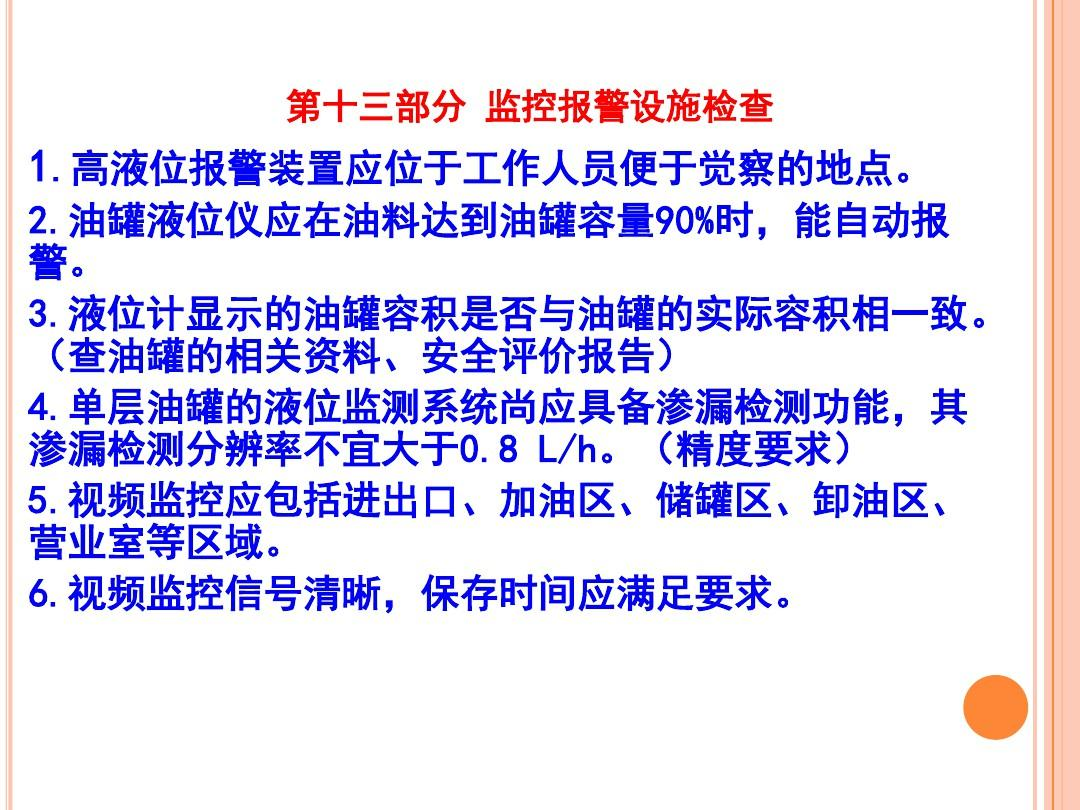 第十三部分 监控报警设施检查
1.高液位报警装置应位于工作人员便于觉察的地点。
2.油罐液位仪应在油料达到油罐容量90%时，能自动报
警。
3.液位计显示的油罐容积是否与油罐的实际容积相一致。
（查油罐的相关资料、安全评价报告）
4.单层油罐的液位监测系统尚应具备渗漏检测功能，其
渗漏检测分辨率不宜大于0.8 L/h。（精度要求）
5.视频监控应包括进出口、加油区、储罐区、卸油区、
营业室等区域。
6.视频监控信号清晰，保存时间应满足要求。